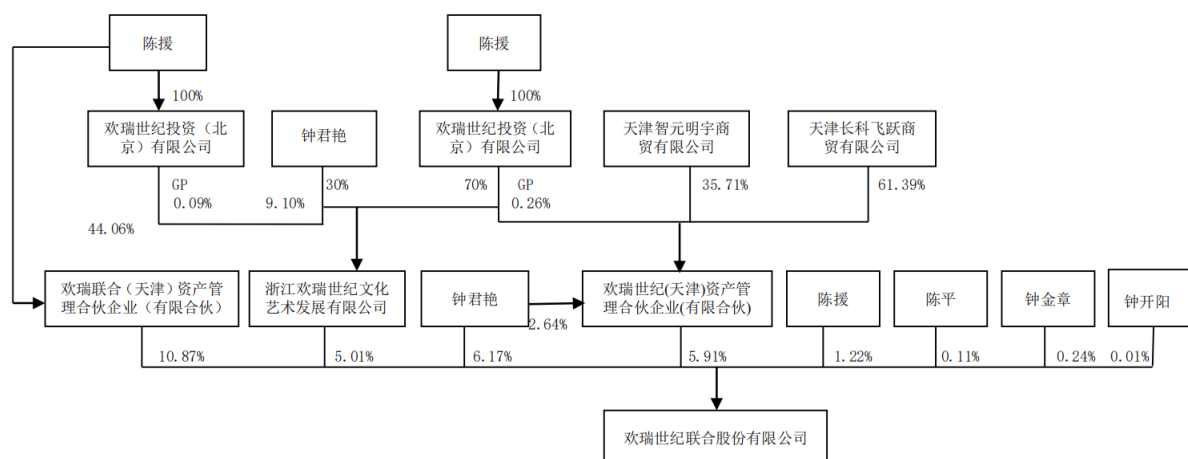 陈援
陈援
100%
100%
欢瑞世纪投资（北
京）有限公司
钟君艳
欢瑞世纪投资（北
京）有限公司
天津智元明宇商
贸有限公司
天津长科飞跃商
贸有限公司
GP
0.09%
9.10%
30%
70%
GP
0.26%
35.71%
61.39%
44.06%
欢瑞联合（天津）资产管
理合伙企业（有限合伙）
浙江欢瑞世纪文化
艺术发展有限公司
钟君艳
2.64%
欢瑞世纪(天津)资产管
理合伙企业(有限合伙)
陈援
陈平
钟金章
钟开阳
10.87%
5.01%
6.17%
5.91%
1.22%
0.11%
0.24%
0.01%
欢瑞世纪联合股份有限公司